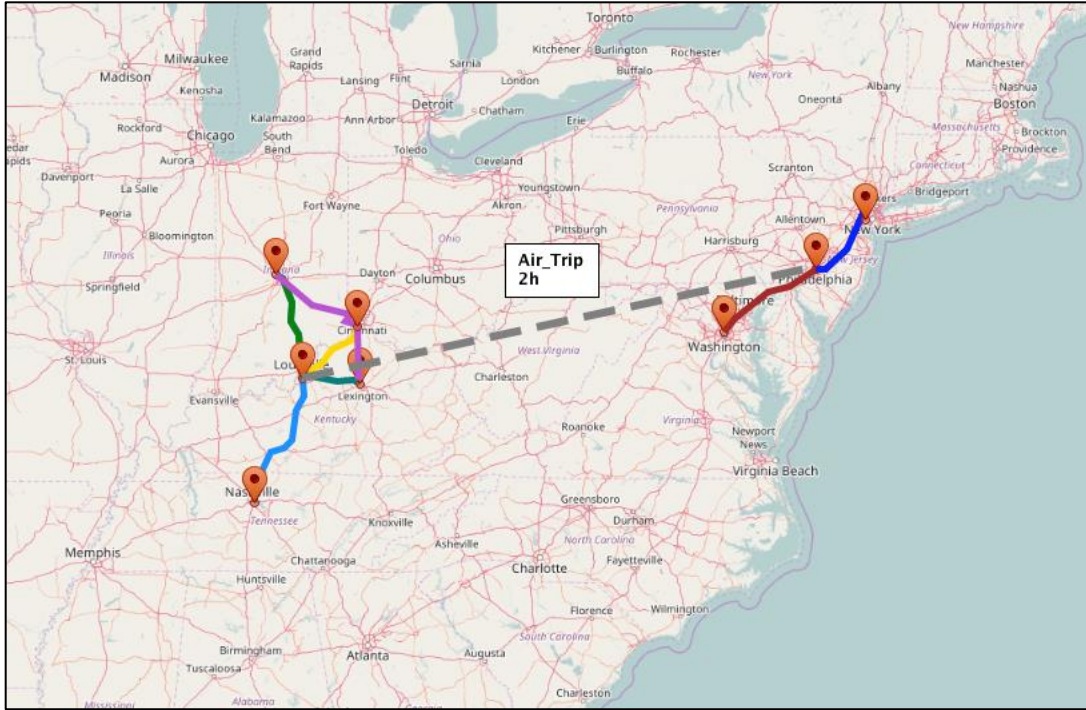 Toronto
New Hampshire
Kitchener
Burlington
Rochester
Milwaukee
Grand
Rapids
Sarnia
Madison
Lansing
Flint
London
Buffalo
New York
Albany
Manchester
Kenosha
Nashua
Detroit
Chatham
Oneonta
Boston
Rockford
Kalamazoo
Ann Arbor
Erie
Massachusetts
Brockton
Chicago
South
Bend
Toledo
Cleveland
Providence
Aurora
Scranton
Connecticut
Rapids
Davenport
La Salle
Youngstown
Bridgeport
Fort Wayne
Akron
Pennsylvania
Allentown
Peoria
Pittsburgh
New York
Bloomington
Ohio
Harrisburg
Illinois
Air_Trip
2h
New Jersey
Indiana
Dayton
Columbus
Philadelphia
Springfield
Cincinnati
West Virginia
Washington
St. Louis
Charleston
Evansville
Lexington
Kentucky
Virginia
Roanoke
Newport
News
Virginia Beach
Nashville
Tennessee
Greensboro
Knoxville
Durham
Memphis
Asheville
North Carolina
Chattanooga
Charlotte
Fayetteville
Huntsville
Florence
Wilmington
South Carolina
Birmingham
Atlanta
Augusta
Tuscaloosa
Charleston
Mississippi
Alabama